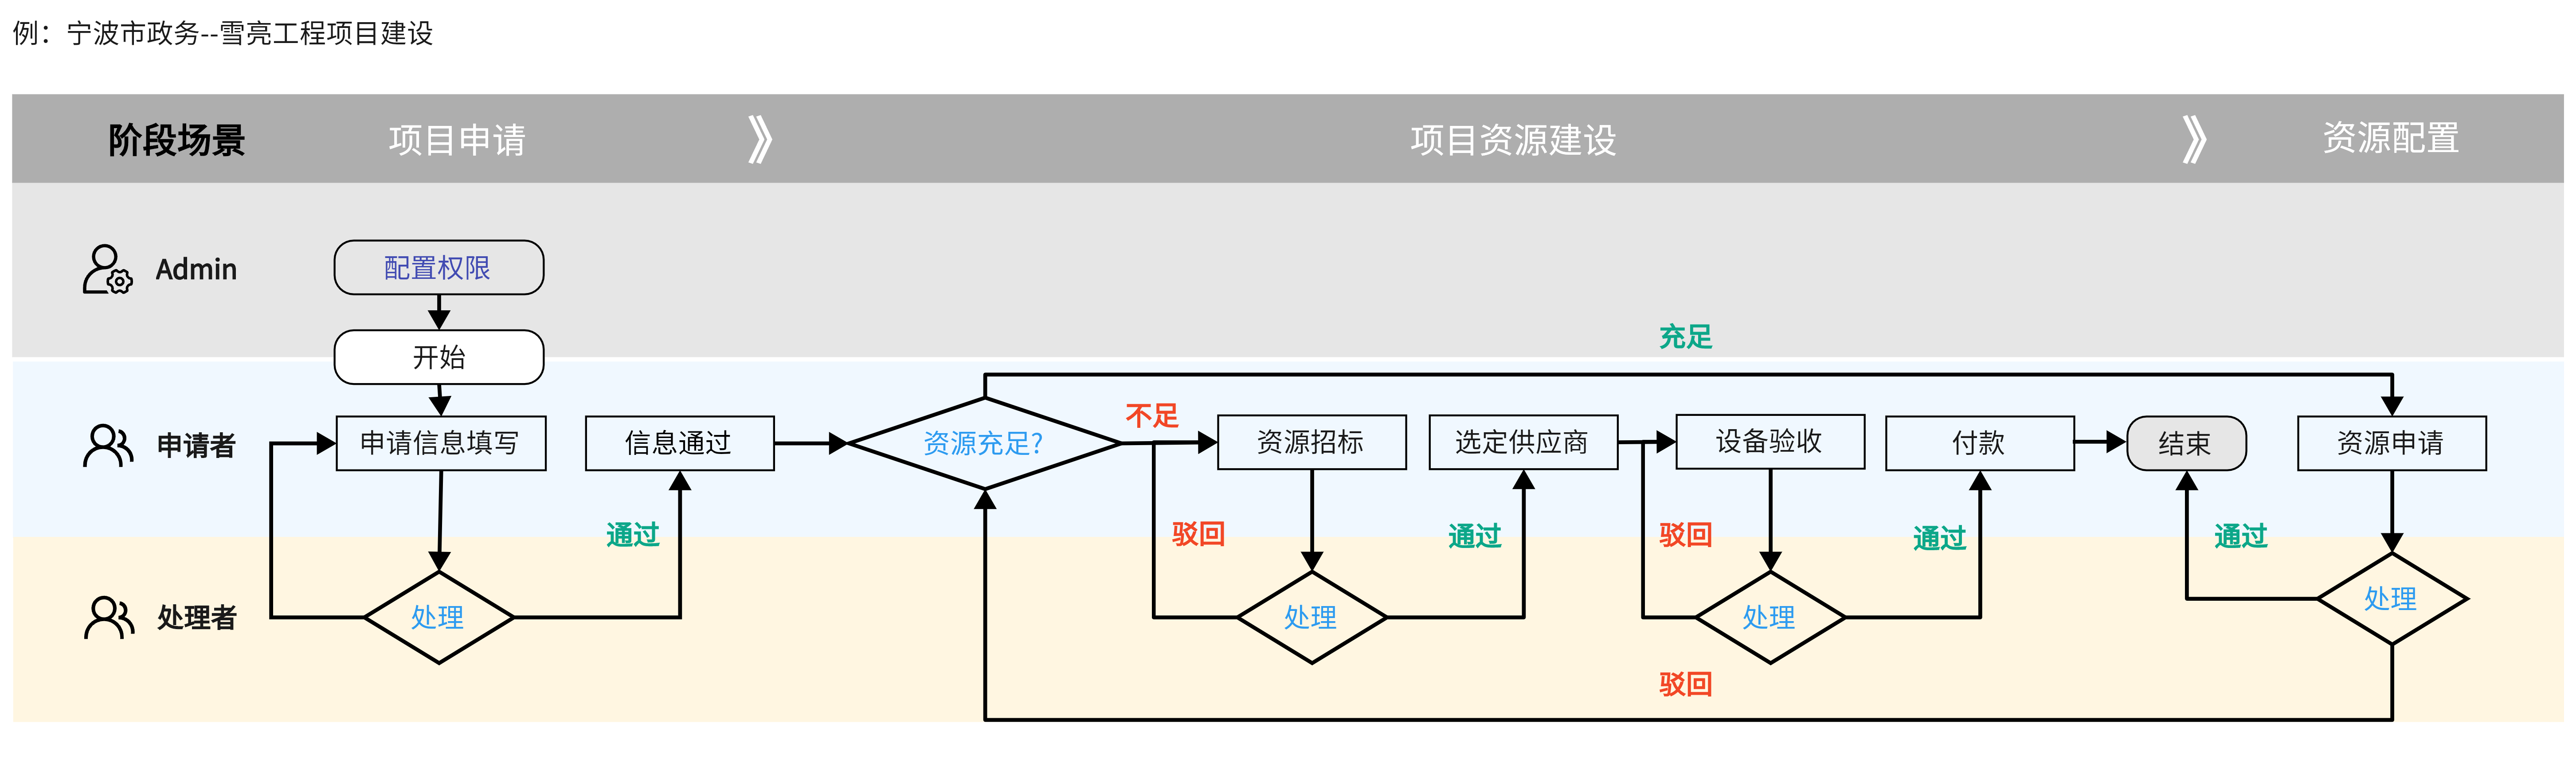 例：宁波市政务--雪亮工程项目建设
阶段场景
项目申请
》
项目资源建设
》
资源配置
Admin
配置权限
开始
充足
申请者
申请信息填写
信息通过
资源充足?
不足
资源招标
选定供应商
设备验收
付款
结束
资源申请
通过
驳回
通过
驳回
通过
通过
处理者
处理
处理
处理
处理
驳回